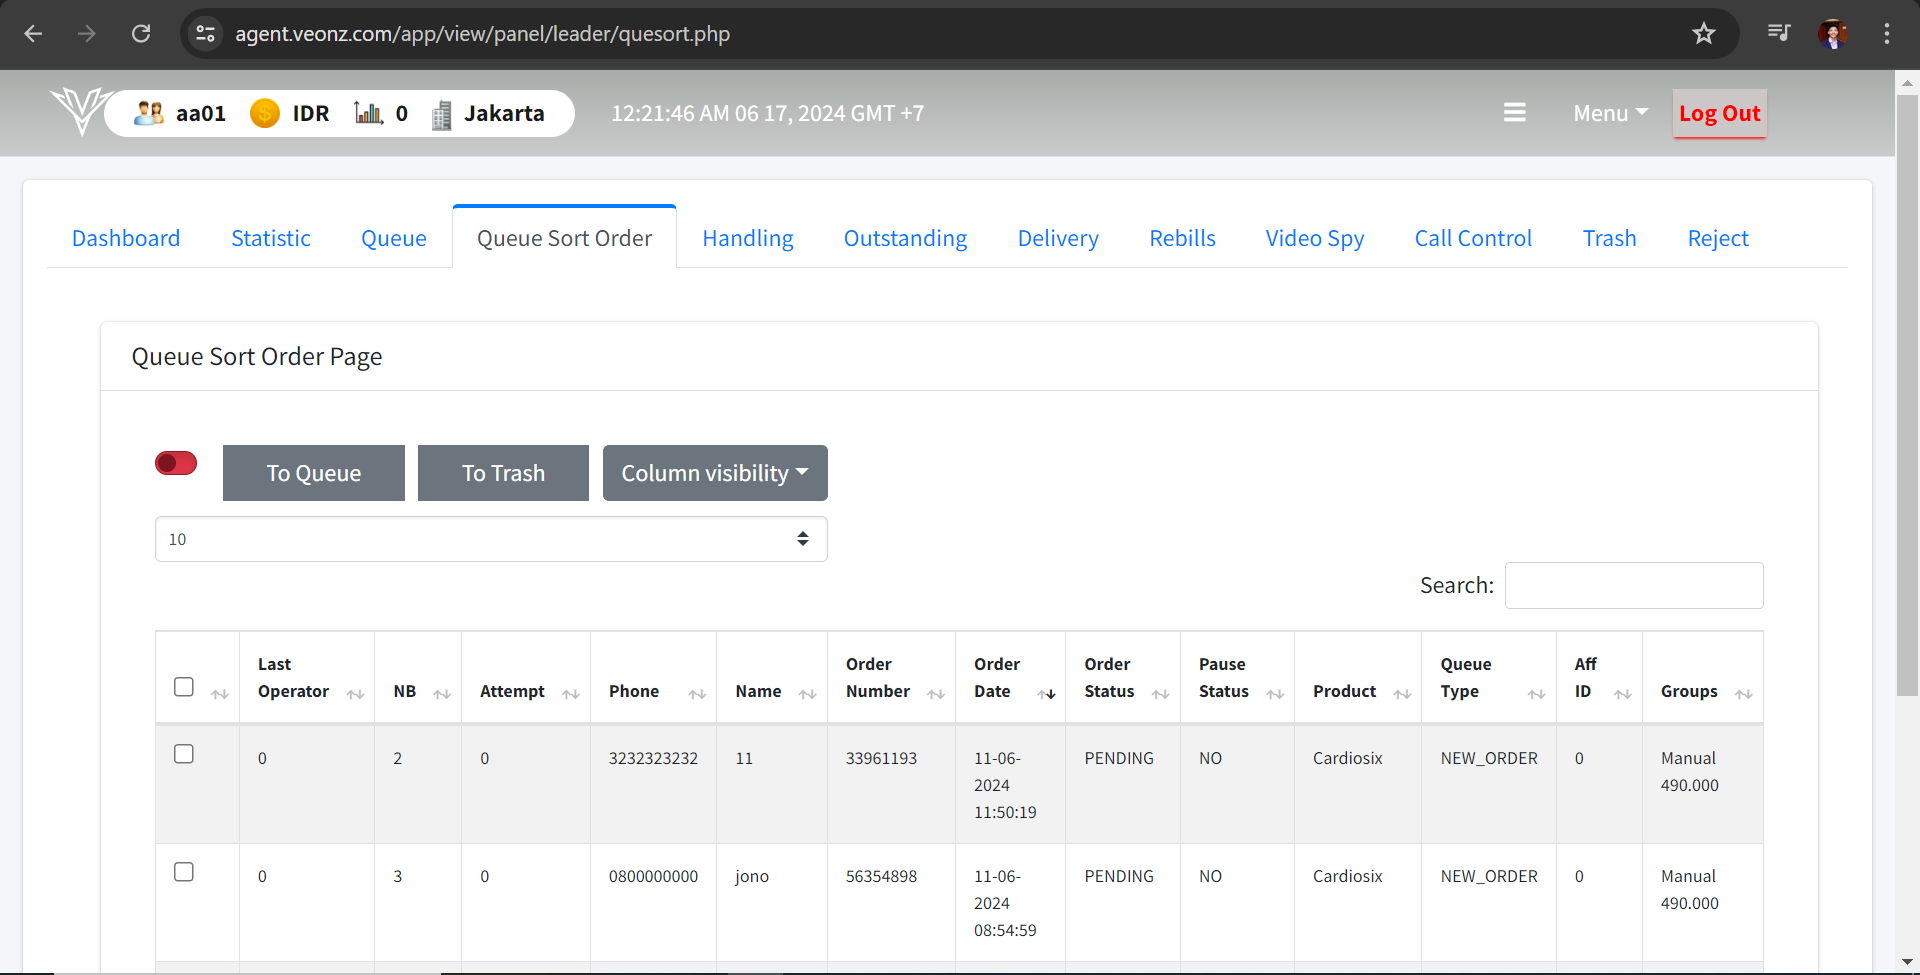 agent.veonz.com/app/view/panel/leader/quesort.php
aa01 IDR 0 Jakarta 12:21:46 AM 06 17, 2024 GMT +7 Menu Log Out
Dashboard Statistic Queue Queue Sort Order Handling Outstanding Delivery Rebills Video Spy Call Control Trash Reject
Queue Sort Order Page
To Queue To Trash Column visibility
10
Search:
Last Operator NB Attempt Phone Name Order Number Order Date Order Status Pause Status Product Queue Type Aff ID Groups
0 2 0 3232323232 11 33961193 11-06-2024 11:50:19 PENDING NO Cardiosix NEW_ORDER 0 Manual 490.000
0 3 0 0800000000 jono 56354898 11-06-2024 08:54:59 PENDING NO Cardiosix NEW_ORDER 0 Manual 490.000